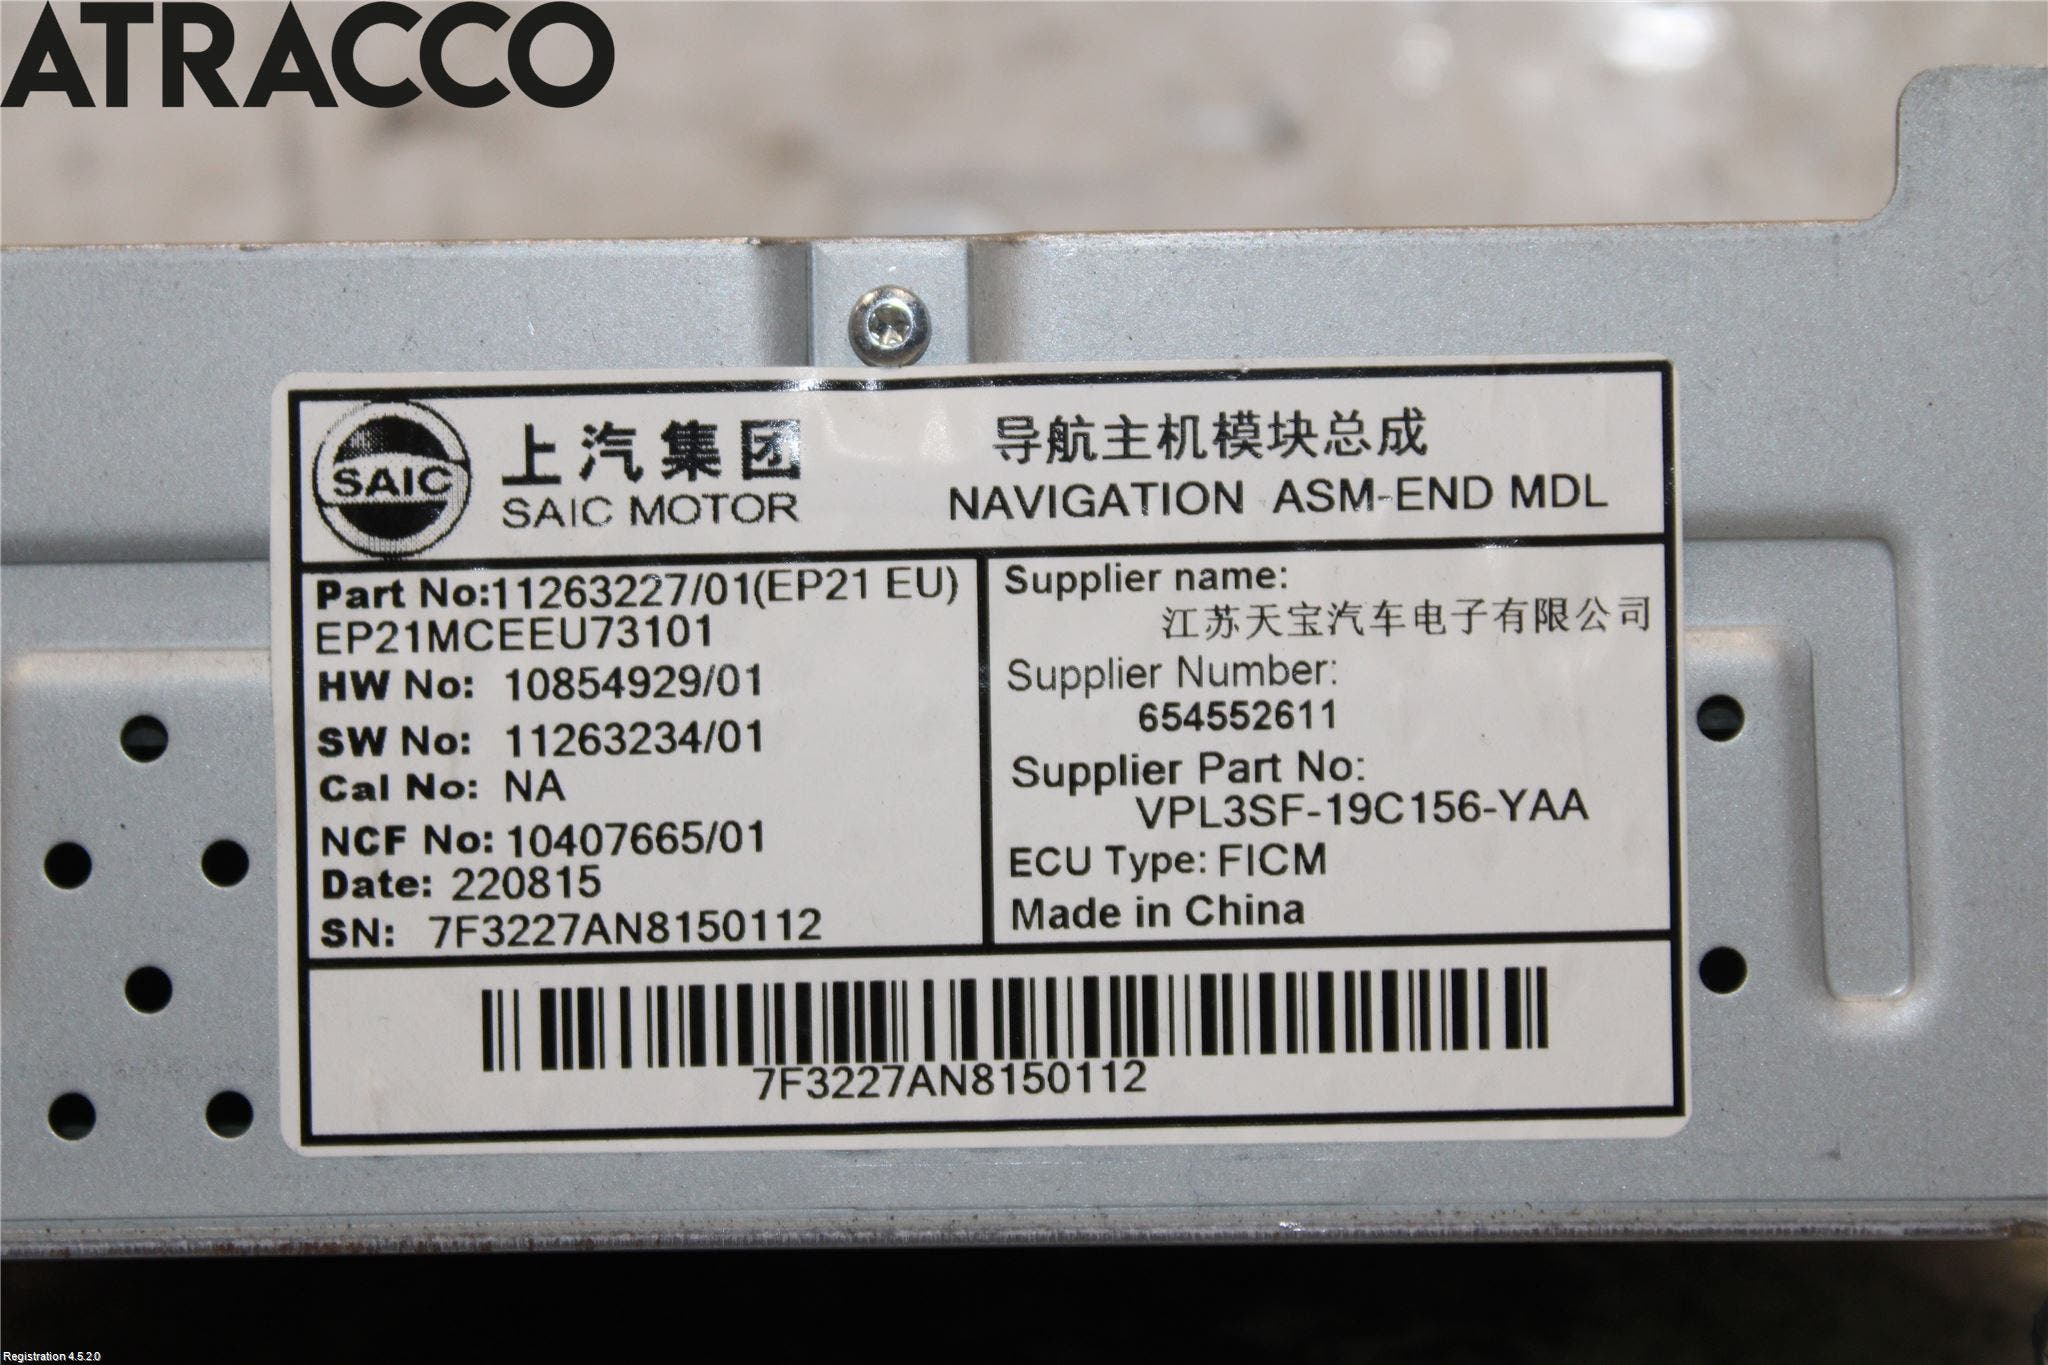 ATRACCO
SAIC
上汽集团
SAIC MOTOR
导航主机模块总成
NAVIGATION ASM-END MDL
Part No:11263227/01(EP21 EU)
EP21MCEEU73101
HW No: 10854929/01
SW No: 11263234/01
Cal No: NA
NCF No: 10407665/01
Date: 220815
SN: 7F3227AN8150112
Supplier name:
江苏天宝汽车电子有限公司
Supplier Number:
654552611
Supplier Part No:
VPL3SF-19C156-YAA
ECU Type: FICM
Made in China
7F3227AN8150112
Registration 4.5.2.0